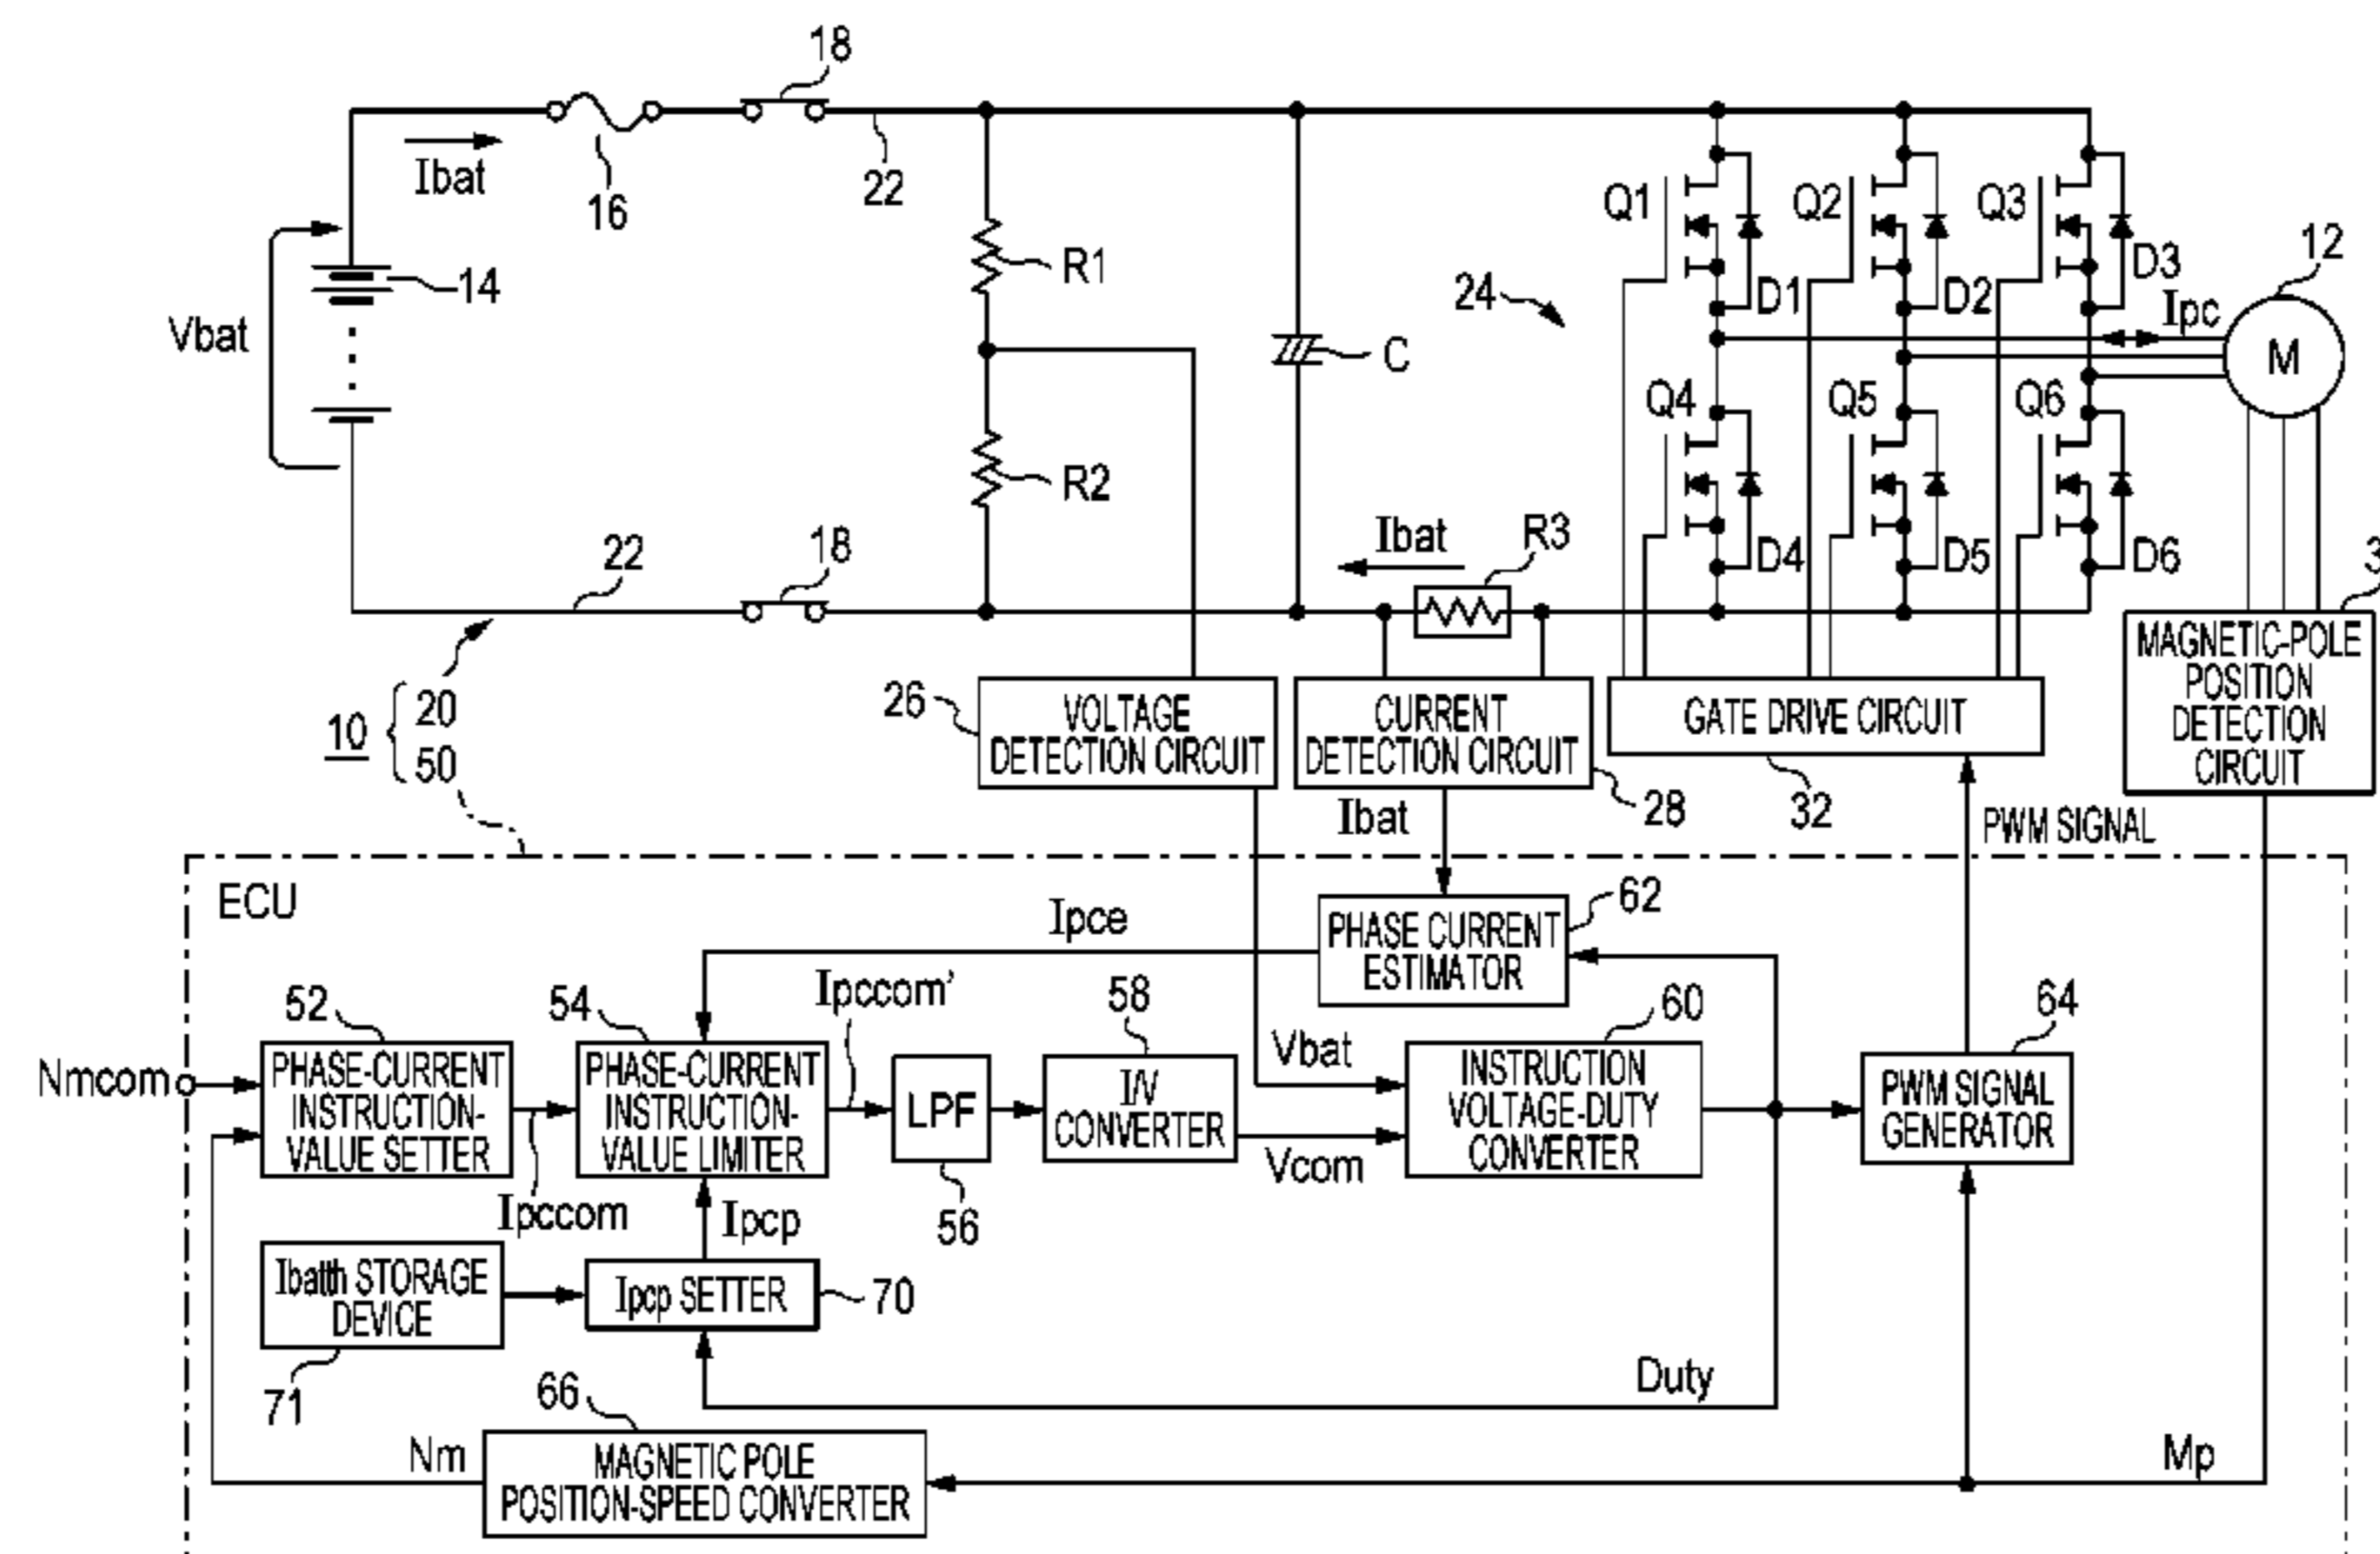 18
Ibat
16
22
R1
Q1
Q2
Q3
12
14
24
D1
D2
D3
Ipc
Vbat
C
M
Q4
Q5
Q6
R2
Ibat
R3
18
22
D4
D5
D6
3
10
20
50
26
VOLTAGE
DETECTION CIRCUIT
CURRENT
DETECTION CIRCUIT
28
GATE DRIVE CIRCUIT
32
MAGNETIC-POLE
POSITION
DETECTION
CIRCUIT
Ibat
PWM SIGNAL
ECU
Ipce
PHASE CURRENT
ESTIMATOR
62
52
54
Ipccom'
58
60
64
Nmcom
PHASE-CURRENT
INSTRUCTION-
VALUE SETTER
PHASE-CURRENT
INSTRUCTION-
VALUE LIMITER
LPF
I/V
CONVERTER
Vbat
Vcom
INSTRUCTION
VOLTAGE-DUTY
CONVERTER
PWM SIGNAL
GENERATOR
Ipccom
Ipcp
56
Ibatth STORAGE
DEVICE
Ipcp SETTER
70
71
66
Duty
Nm
MAGNETIC POLE
POSITION-SPEED CONVERTER
Mp